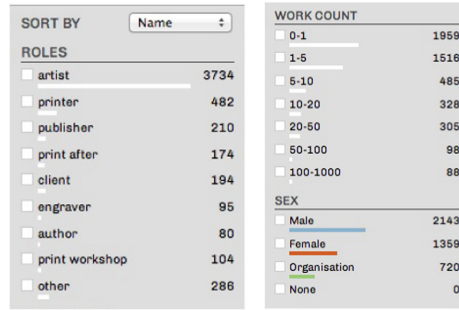 SORT BY Name
ROLES
artist 3734
printer 482
publisher 210
print after 174
client 194
engraver 95
author 80
print workshop 104
other 286
WORK COUNT
0-1 1959
1-5 1516
5-10 485
10-20 328
20-50 305
50-100 98
100-1000 88
SEX
Male 2143
Female 1359
Organisation 720
None 0